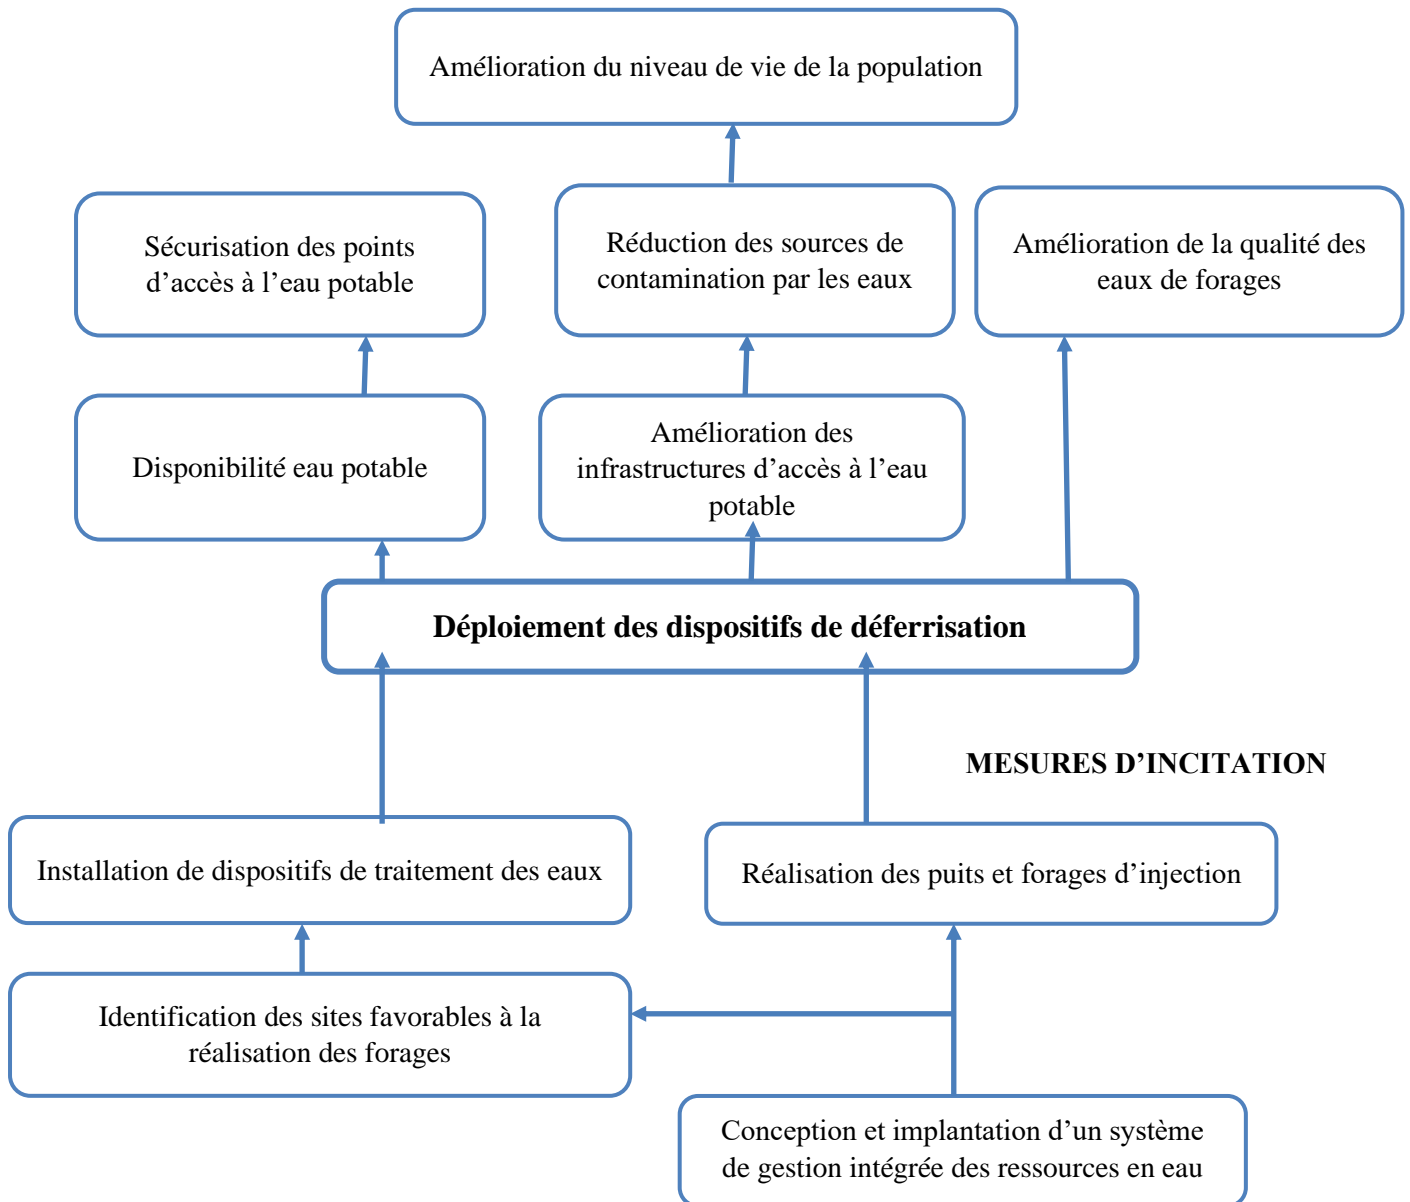 Amélioration du niveau de vie de la population
Sécurisation des points
d’accès à l’eau potable
Réduction des sources de
contamination par les eaux
Amélioration de la qualité des
eaux de forages
Disponibilité eau potable
Amélioration des
infrastructures d’accès à l’eau
potable
Déploiement des dispositifs de déferrisation
MESURES D’INCITATION
Installation de dispositifs de traitement des eaux
Réalisation des puits et forages d’injection
Identification des sites favorables à la
réalisation des forages
Conception et implantation d’un système
de gestion intégrée des ressources en eau